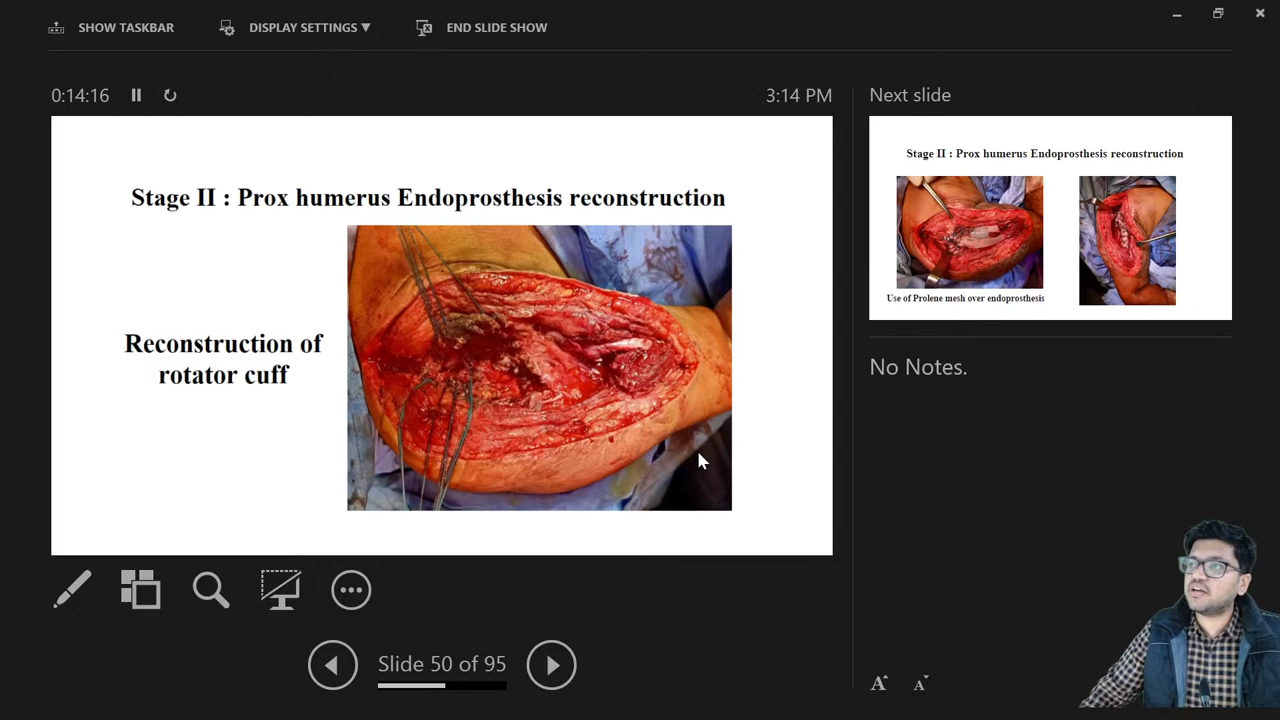 SHOW TASKBAR
DISPLAY SETTINGS ▼
END SLIDE SHOW
0:14:16
3:14 PM
Next slide
Stage II : Prox humerus Endoprosthesis reconstruction
Reconstruction of
rotator cuff
Stage II : Prox humerus Endoprosthesis reconstruction
Use of Prolene mesh over endoprosthesis
No Notes.
Slide 50 of 95
A A